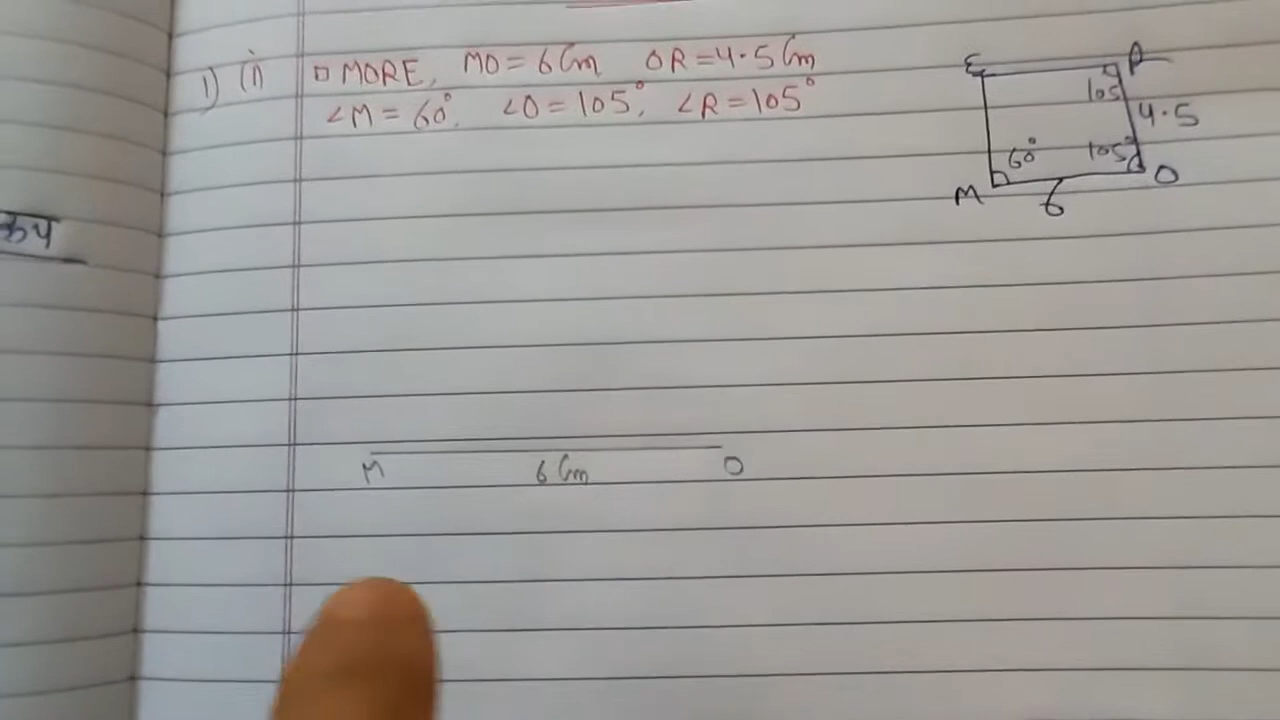 1) (i) □ MORE, MO = 6 Cm OR = 4.5 Cm
∠M = 60°, ∠O = 105°, ∠R = 105°
E R
105
4.5
60° 105°
M 6 O
कप
M 6 Cm O